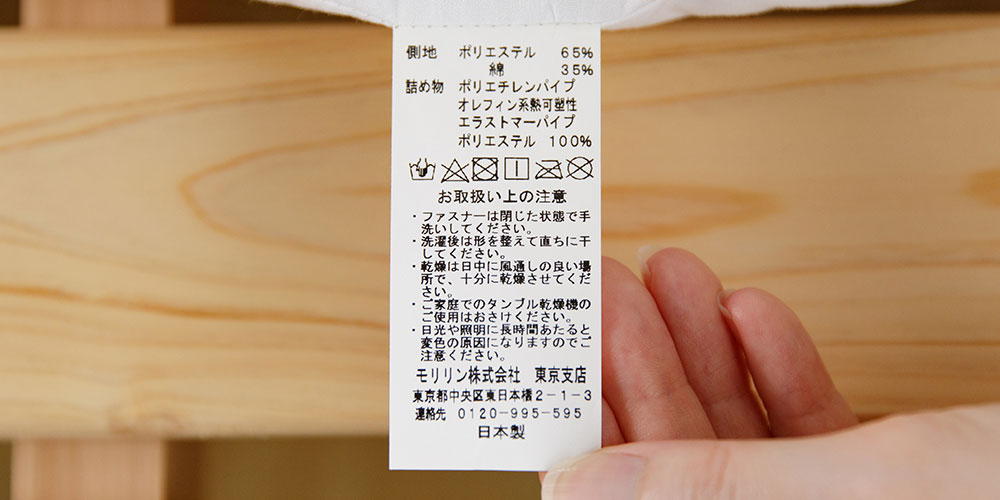 側地 ポリエステル 65%
綿 35%
詰め物 ポリエチレンパイプ
オレフィン系熱可塑性
エラストマーパイプ
ポリエステル 100%
お取扱い上の注意
・ファスナーは閉じた状態で手
洗いしてください。
・洗濯後は形を整えて直ちに干
してください。
・乾燥は日中に風通しの良い場
所で、十分に乾燥させてくだ
さい。
・ご家庭でのタンブル乾燥機の
ご使用はおさけください。
・日光や照明に長時間あたると
変色の原因になりますのでご
注意ください。
モリリン株式会社 東京支店
東京都中央区東日本橋2-1-3
連絡先 0120-995-595
日本製